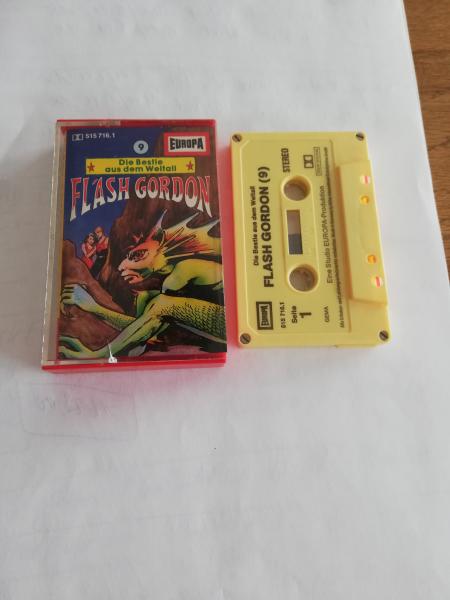 515 716.1
9
EUROPA
Die Bestie
aus dem Weltall
FLASH GORDON
Die Bestie aus dem Weltall
FLASH GORDON (9)
STEREO
EUROPA
515 716.1
Seite
1
GEMA
Eine Studio EUROPA-Produktion